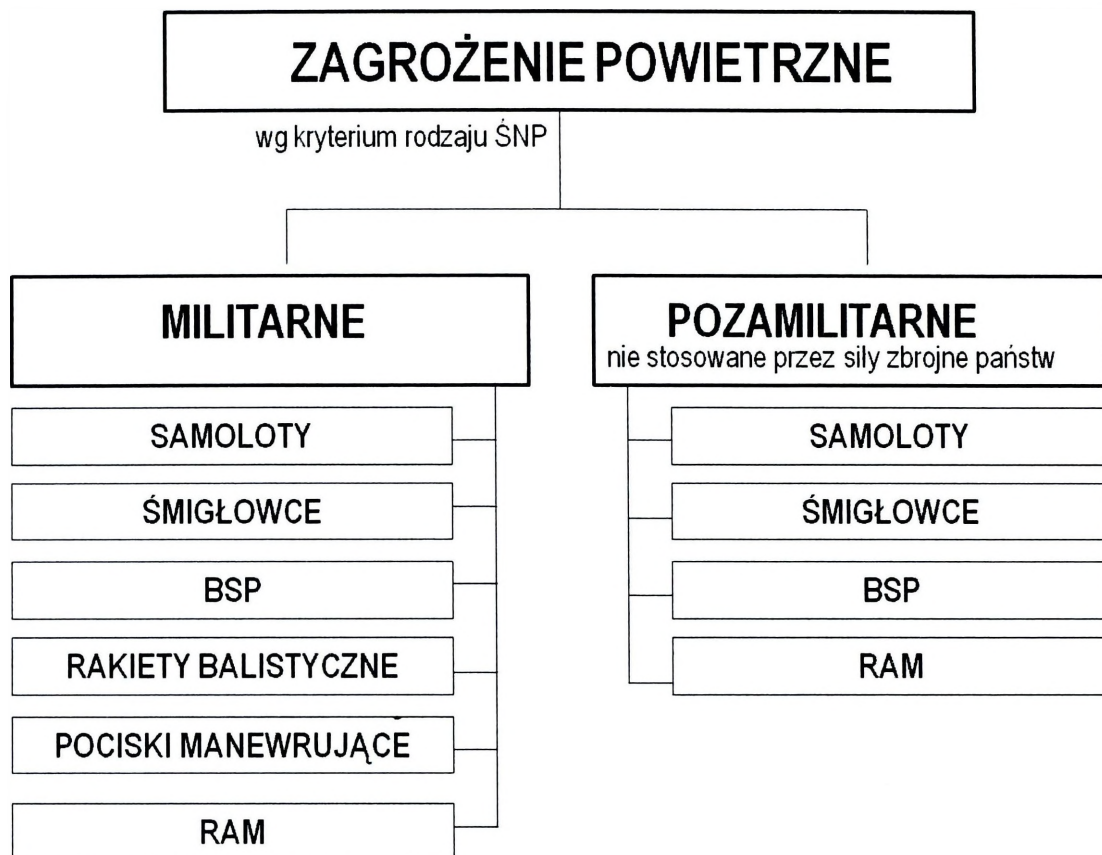 ZAGROŻENIE POWIETRZNE
wg kryterium rodzaju ŚNP
MILITARNE
SAMOLOTY
ŚMIGŁOWCE
BSP
RAKIETY BALISTYCZNE
POCISKI MANEWRUJĄCE
RAM
POZAMILITARNE
nie stosowane przez siły zbrojne państw
SAMOLOTY
ŚMIGŁOWCE
BSP
RAM